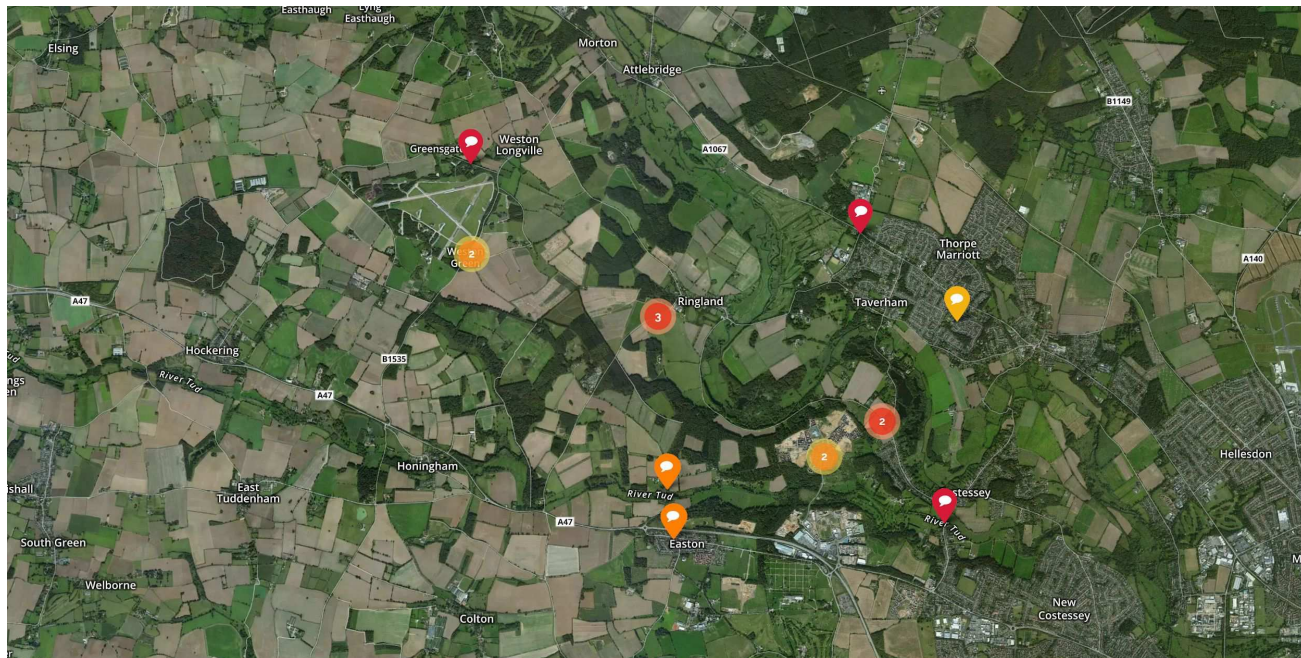 Easthaugh
Lyng
Easthaugh
Elsing
Morton
Attlebridge
B1149
Greensgate
Weston
Longville
A1067
Thorpe
Marriott
A140
2
Green
Taverham
Ringland
3
A47
Hockering
B1535
River Tud
A47
2
2
Hellesdon
Honingham
East
Tuddenham
River Tud
A47
River Tud
South Green
Easton
Welborne
New
Costessey
Colton